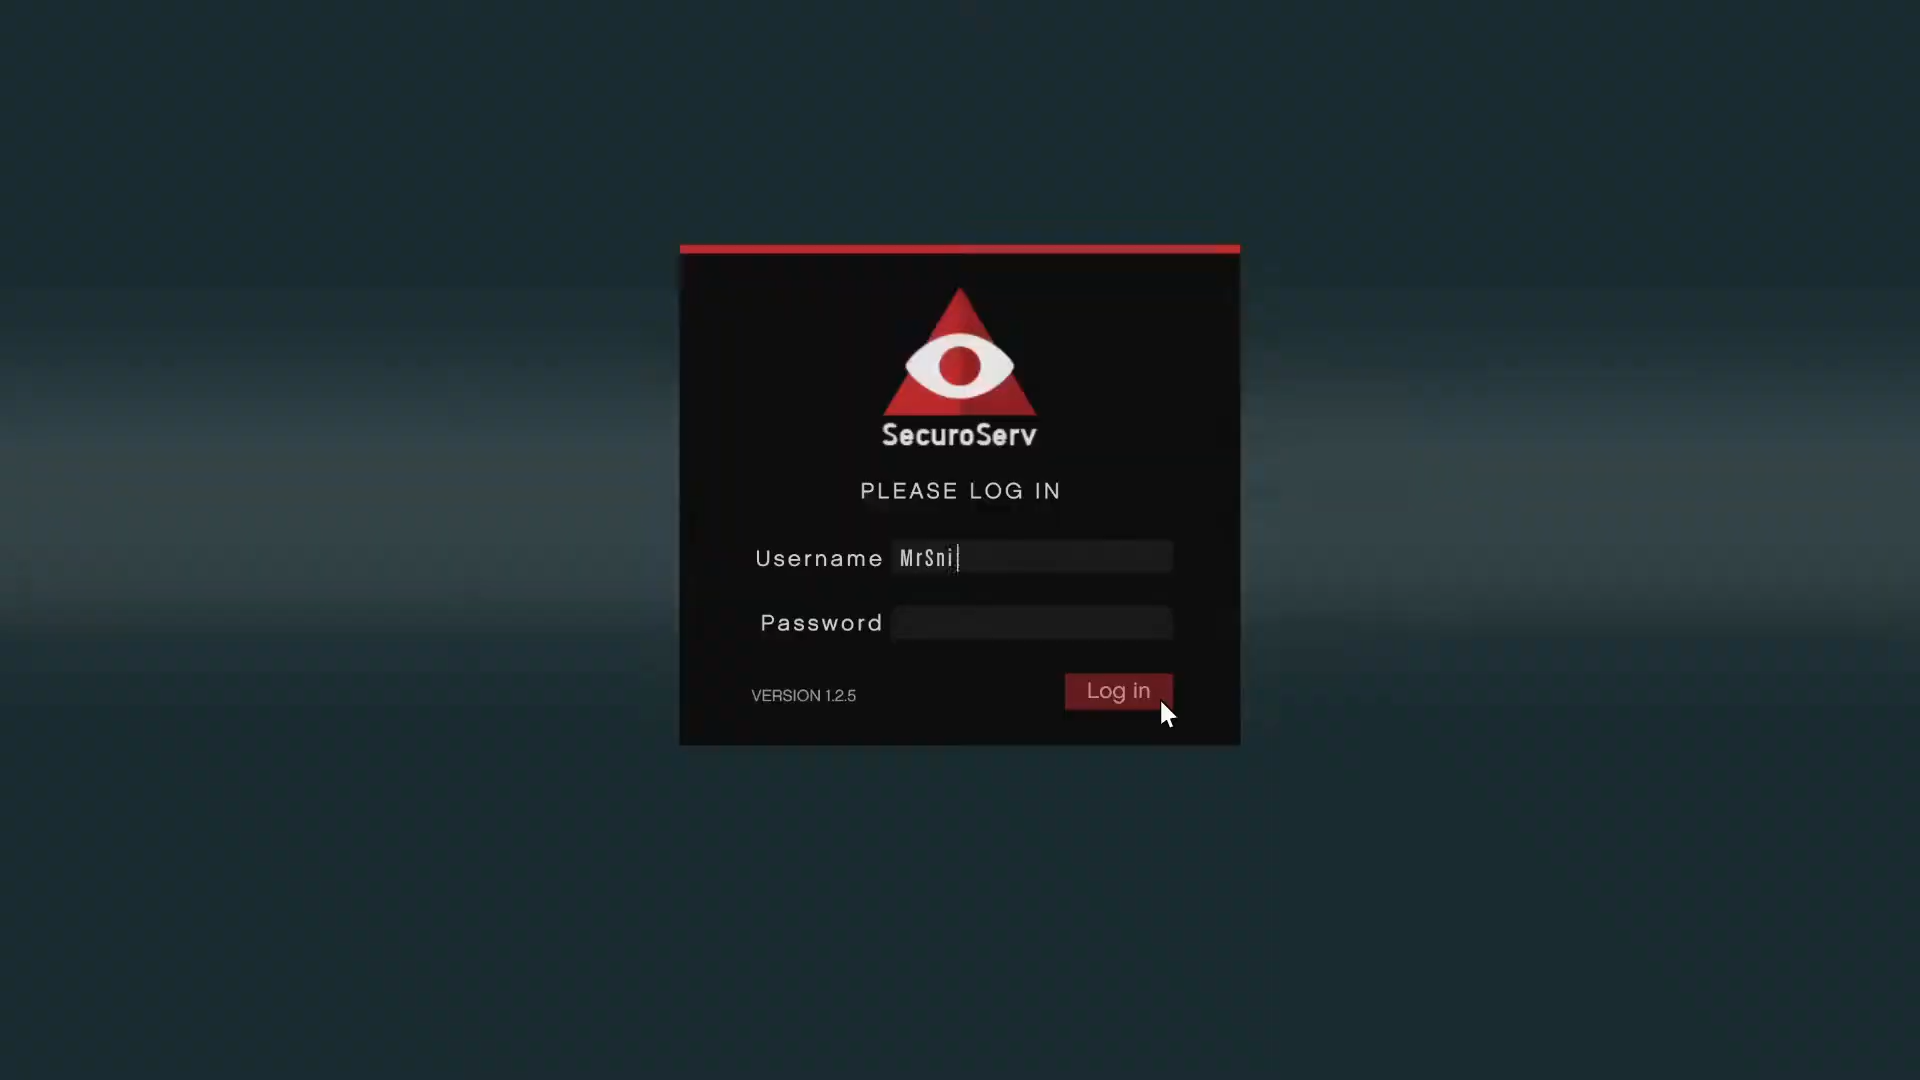 SecuroServ
PLEASE LOG IN
Username MrSni
Password
VERSION 1.2.5 Log in